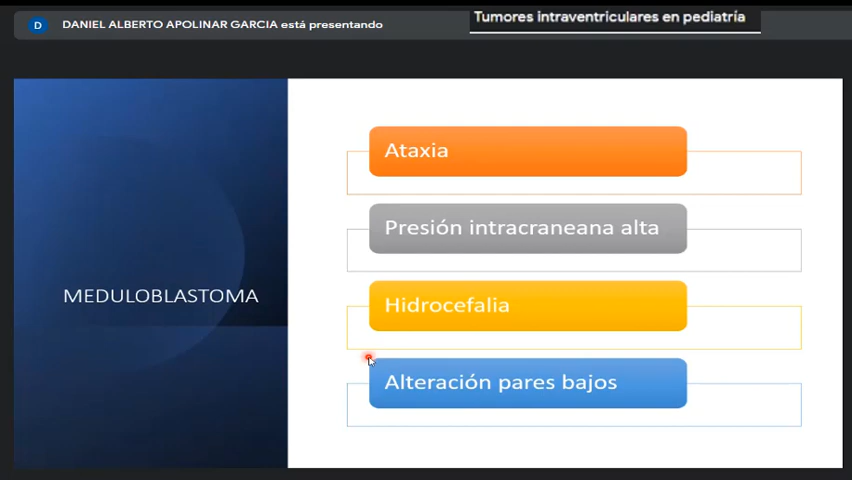 D
DANIEL ALBERTO APOLINAR GARCIA está presentando
Tumores intraventriculares en pediatría
MEDULOBLASTOMA
Ataxia
Presión intracraneana alta
Hidrocefalia
Alteración pares bajos